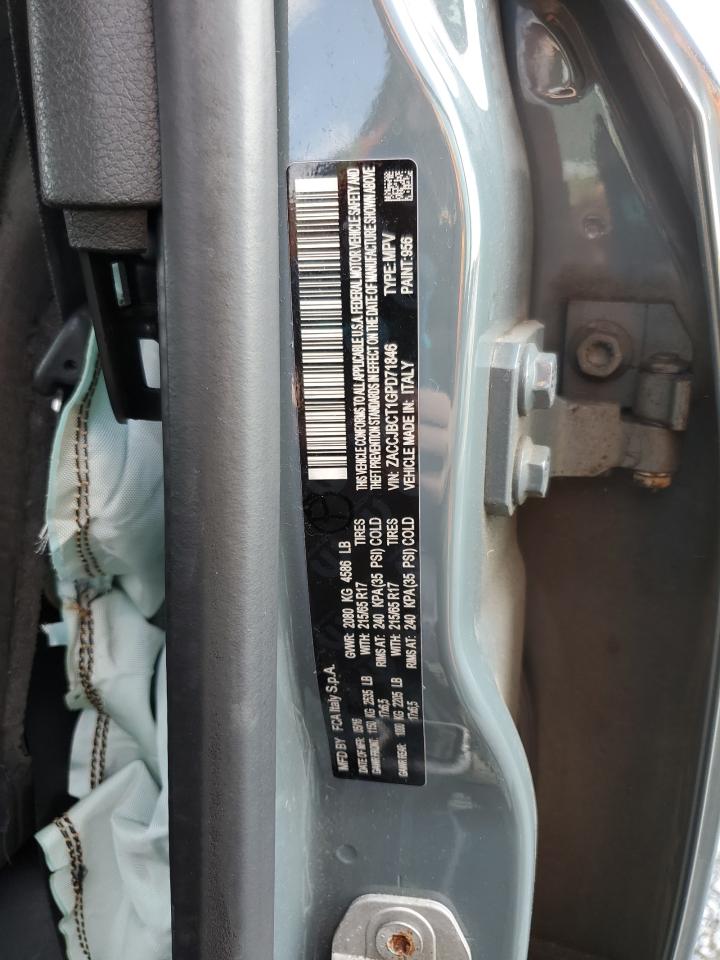 MFD BY FCA Italy S.p.A.
DATE OF MFR: 05/16 GVWR: 2080 KG 4586 LB
GAWR FRONT: 1150 KG 2535 LB WITH: 215/65 R17 TIRES
17x6,5 RIMS AT: 240 KPA(35 PSI) COLD
GAWR REAR: 1000 KG 2205 LB WITH: 215/65 R17 TIRES
17x6,5 RIMS AT: 240 KPA(35 PSI) COLD
THIS VEHICLE CONFORMS TO ALL APPLICABLE U.S.A. FEDERAL MOTOR VEHICLE SAFETY AND
THEFT PREVENTION STANDARDS IN EFFECT ON THE DATE OF MANUFACTURE SHOWN ABOVE
VIN: ZACCJBCT1GPD71846 TYPE: MPV
VEHICLE MADE IN: ITALY PAINT: 956